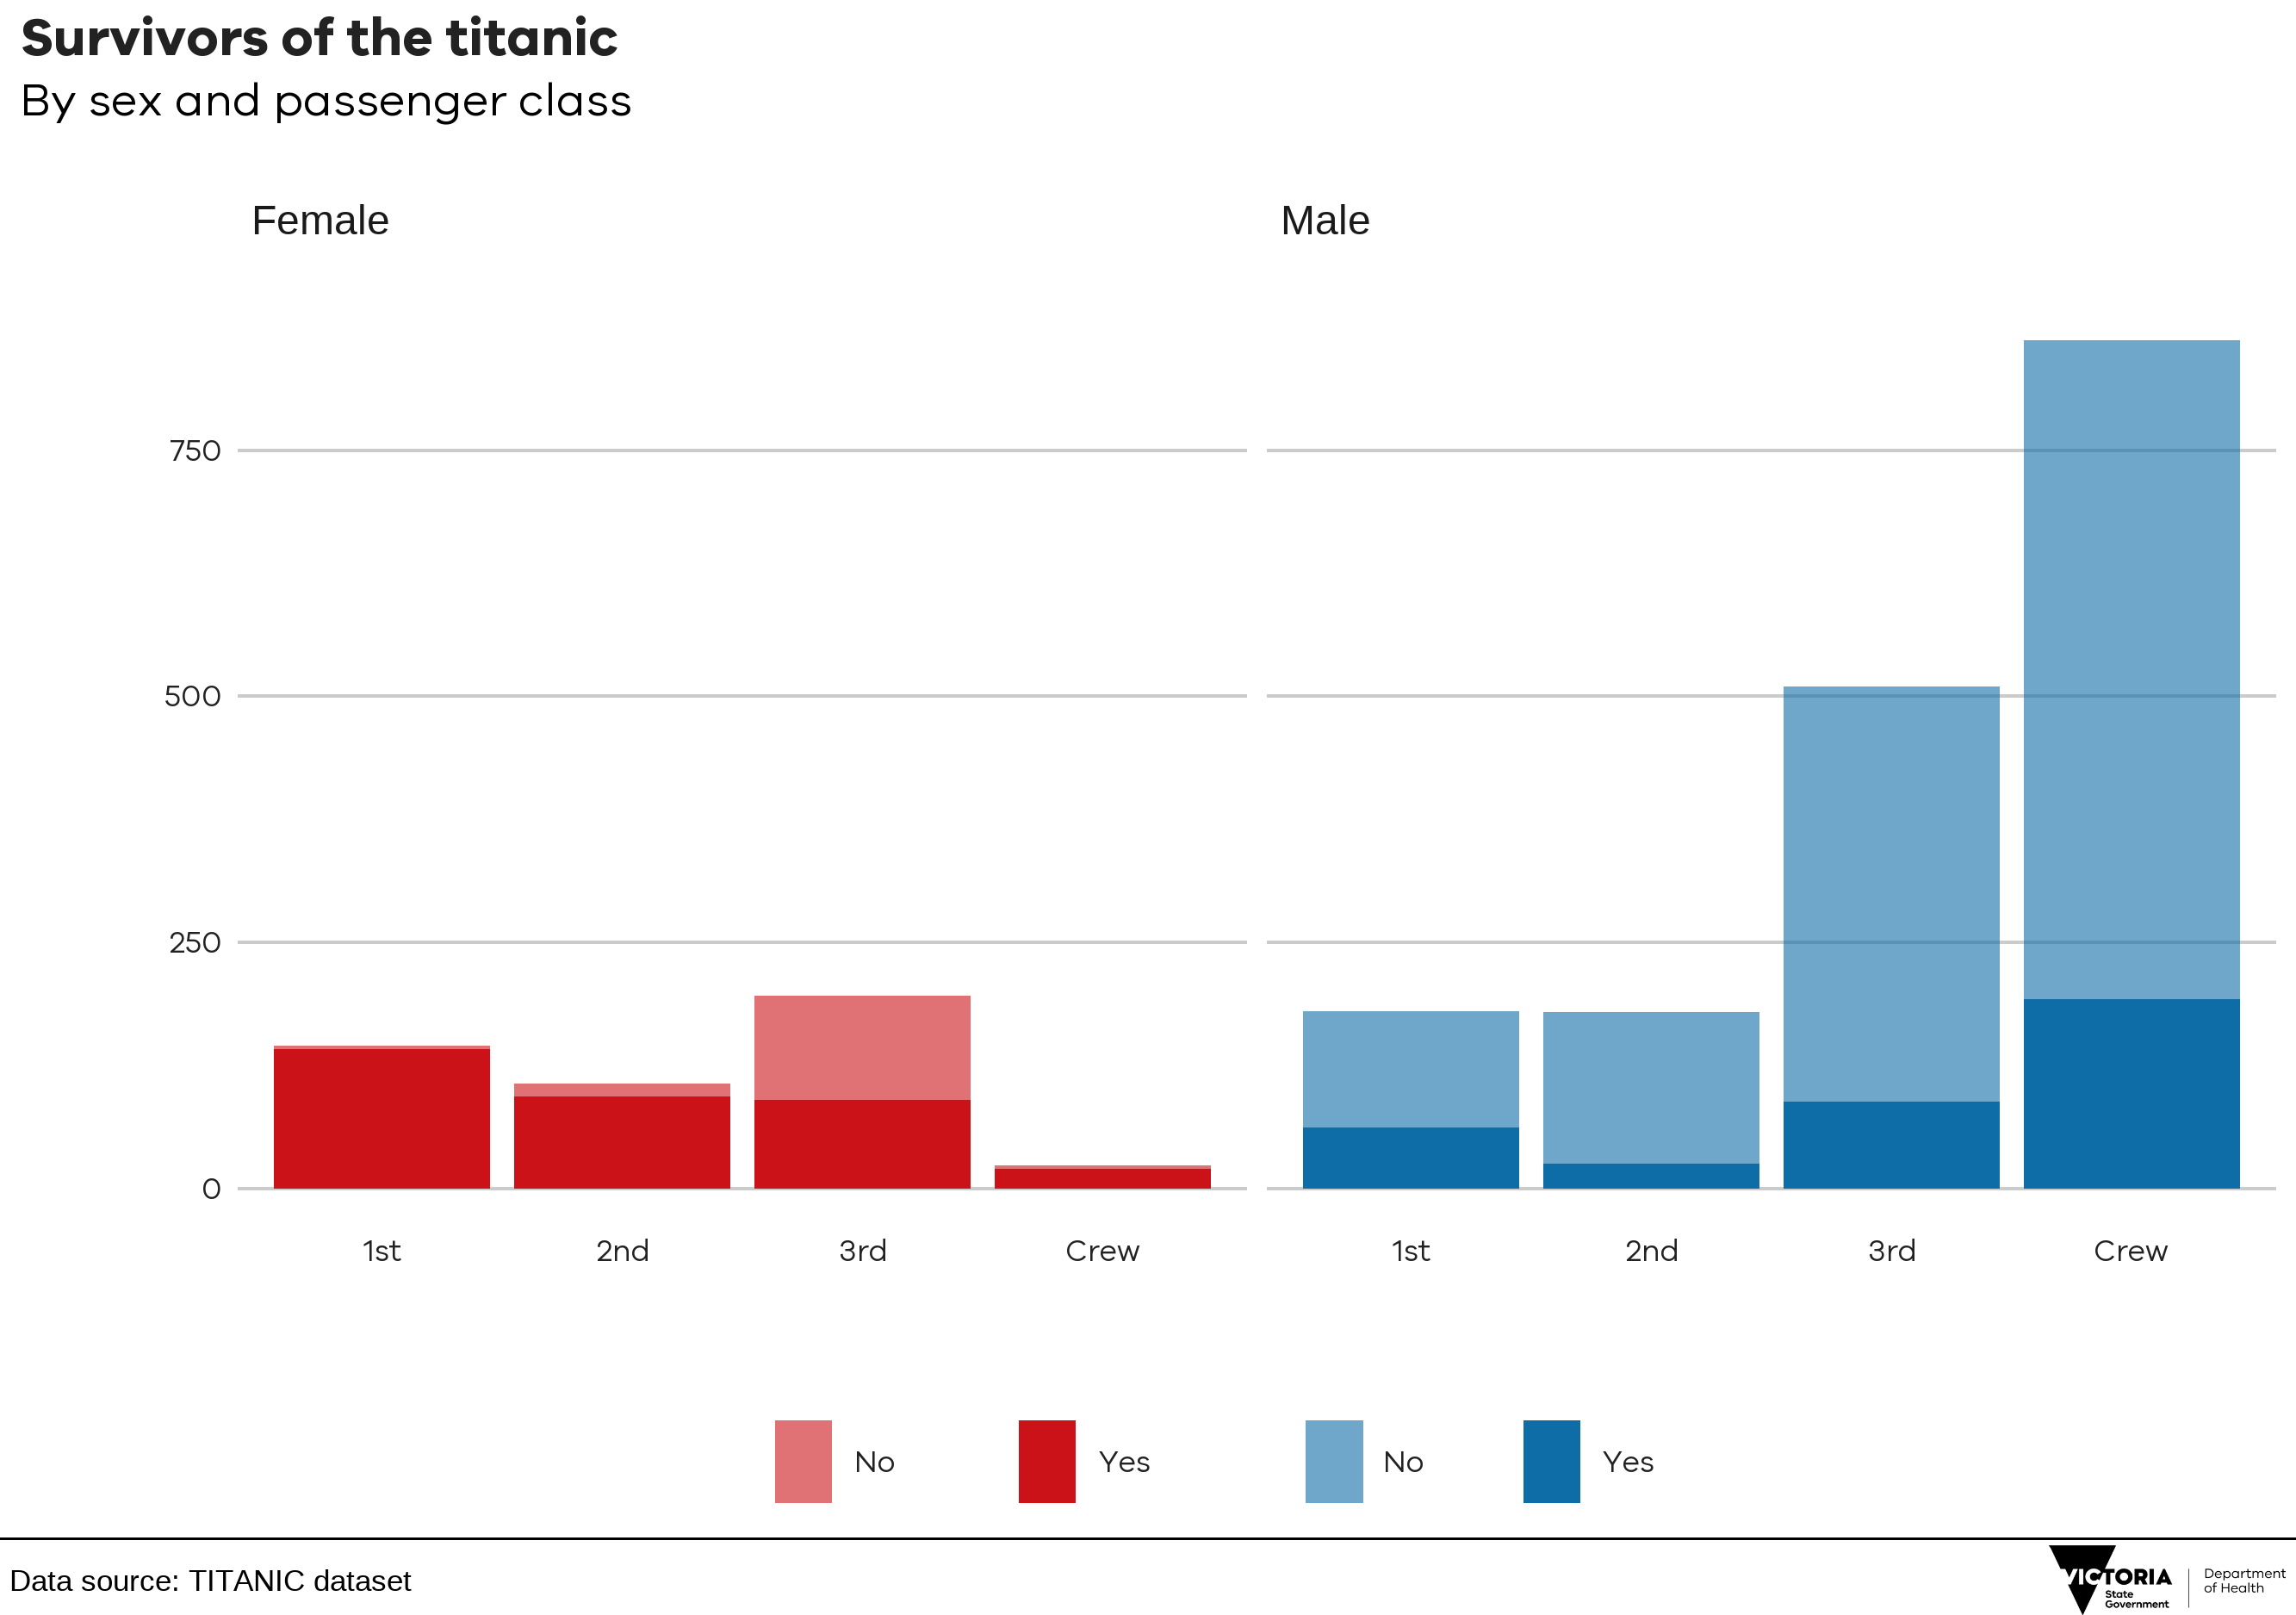 Survivors of the titanic
By sex and passenger class
Female
Male
750
500
250
0
1st
2nd
3rd
Crew
1st
2nd
3rd
Crew
No
Yes
No
Yes
Data source: TITANIC dataset
VICTORIA
State
Government
Department
of Health